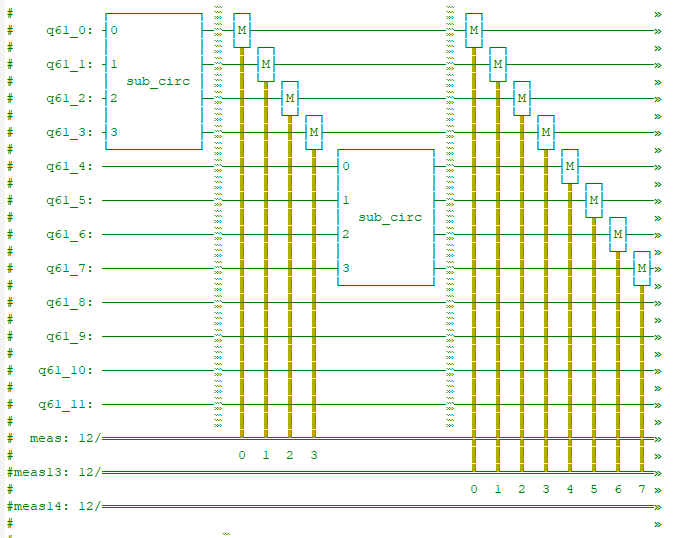 #
# q61_0: 0 M M »
#
# q61_1: 1 M M »
# sub_circ
# q61_2: 2 M M »
#
# q61_3: 3 M M »
#
# q61_4: 0 M »
#
# q61_5: 1 M »
# sub_circ
# q61_6: 2 M »
#
# q61_7: 3 M »
#
# q61_8: »
#
# q61_9: »
#
# q61_10: »
#
# q61_11: »
#
# meas: 12/ »
# 0 1 2 3 »
#meas13: 12/ »
# 0 1 2 3 4 5 6 7 »
#meas14: 12/ »
# »